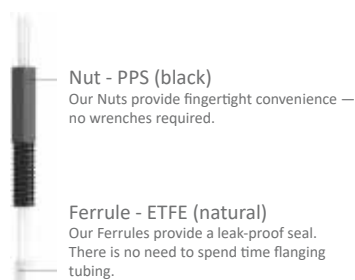 Nut - PPS (black)
Our Nuts provide fingertight convenience —
no wrenches required.
Ferrule - ETFE (natural)
Our Ferrules provide a leak-proof seal.
There is no need to spend time flanging
tubing.